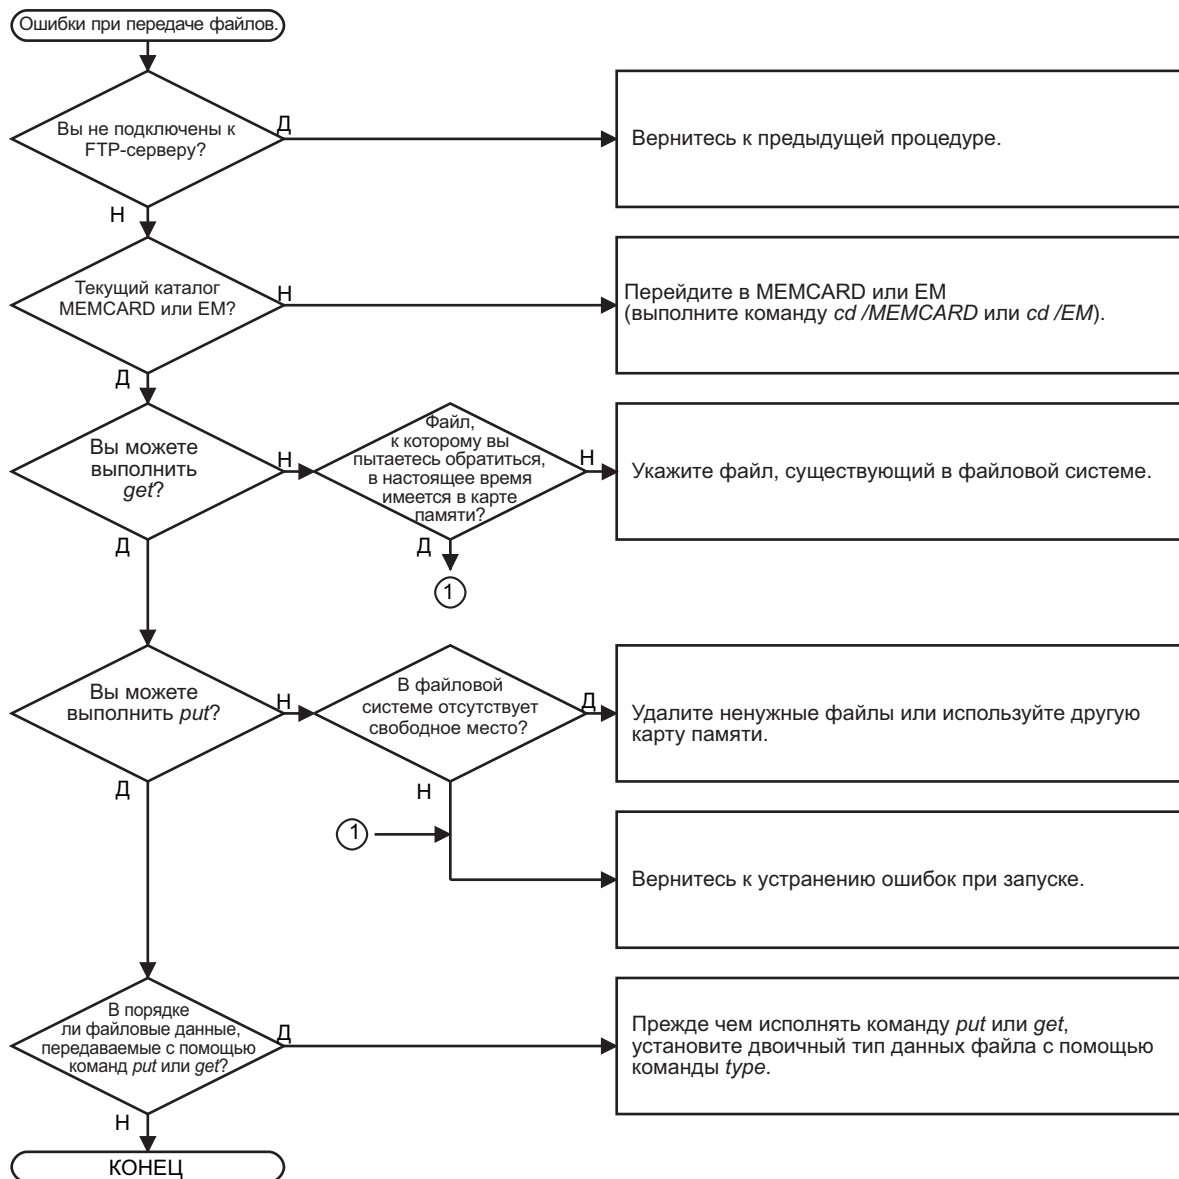 Ошибки при передаче файлов.
Вы не подключены к
FTP-серверу?
Д
Вернитесь к предыдущей процедуре.
Н
Текущий каталог
MEMCARD или EM?
Н
Перейдите в MEMCARD или EM
(выполните команду cd /MEMCARD или cd /EM).
Д
Вы можете
выполнить
get?
Н
Файл,
к которому вы
пытаетесь обратиться,
в настоящее время
имеется в карте
памяти?
Н
Укажите файл, существующий в файловой системе.
Д
Д
1
Вы можете
выполнить put?
Н
В файловой
системе отсутствует
свободное место?
Д
Удалите ненужные файлы или используйте другую
карту памяти.
Д
Н
1
Вернитесь к устранению ошибок при запуске.
В порядке
ли файловые данные,
передаваемые с помощью
команд put или get?
Д
Прежде чем исполнять команду put или get,
установите двоичный тип данных файла с помощью
команды type.
Н
КОНЕЦ